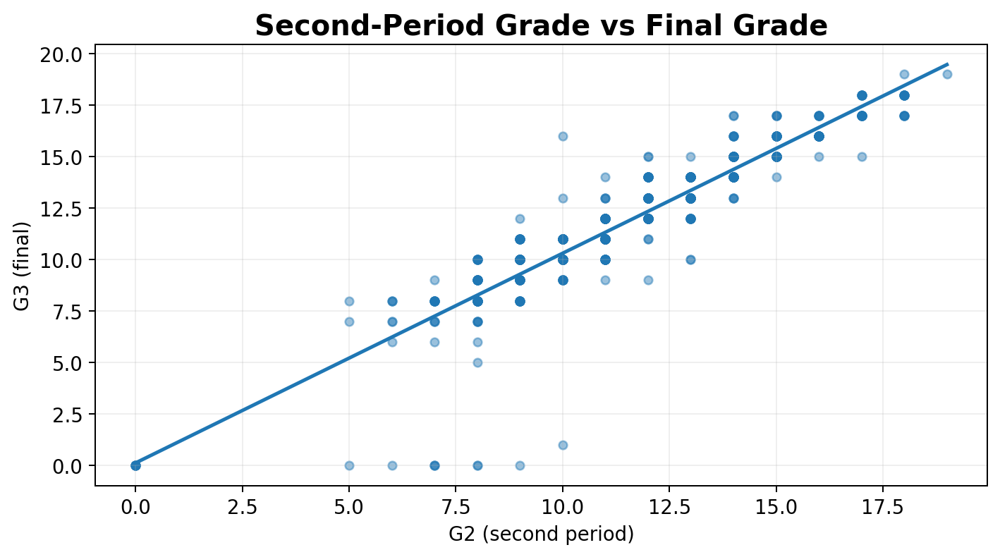 Second-Period Grade vs Final Grade
20.0
17.5
15.0
12.5
10.0
7.5
5.0
2.5
0.0
G3 (final)
0.0 2.5 5.0 7.5 10.0 12.5 15.0 17.5
G2 (second period)